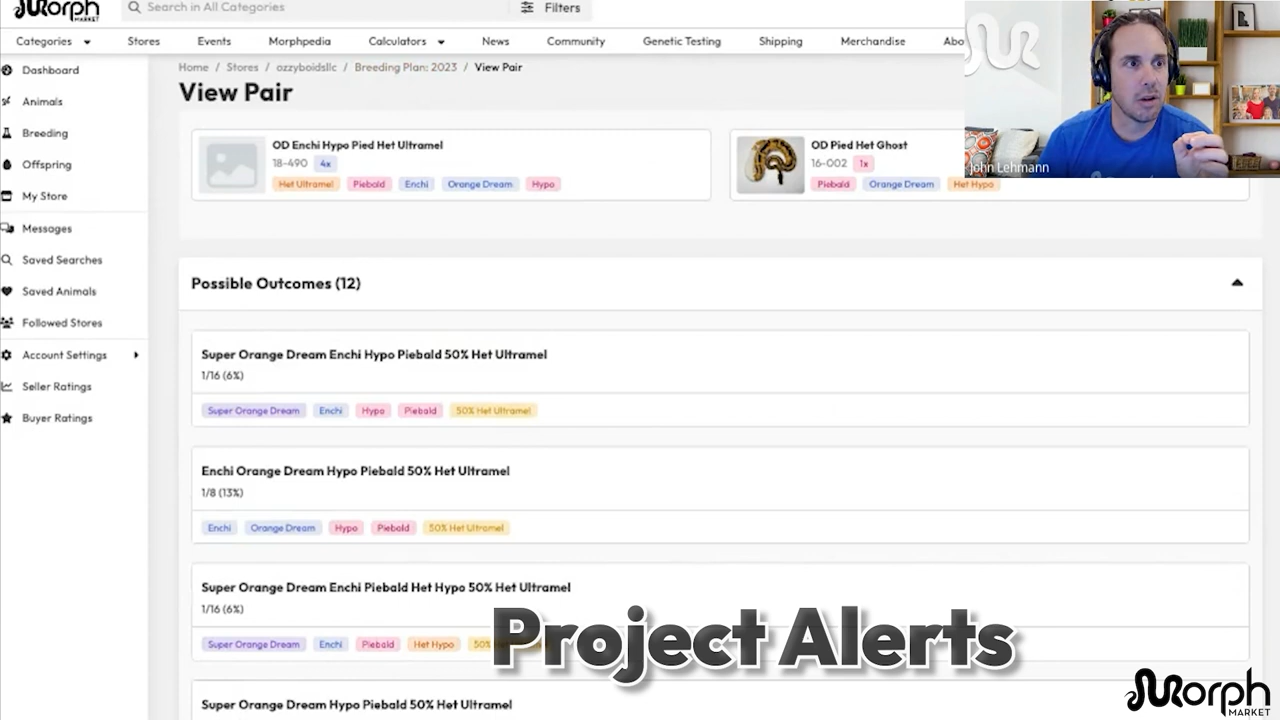 Morph
MARKET
Search in All Categories
Filters
Categories
Stores
Events
Morphpedia
Calculators
News
Community
Genetic Testing
Shipping
Merchandise
Abo
Dashboard
Animals
Breeding
Offspring
My Store
Messages
Saved Searches
Saved Animals
Followed Stores
Account Settings
Seller Ratings
Buyer Ratings
Home / Stores / ozzyboidsllc / Breeding Plan: 2023 / View Pair
View Pair
OD Enchi Hypo Pied Het Ultramel
18-490 4x
Het Ultramel Piebald Enchi Orange Dream Hypo
OD Pied Het Ghost
16-002 1x
Piebald Orange Dream Het Hypo
John Lehmann
Possible Outcomes (12)
Super Orange Dream Enchi Hypo Piebald 50% Het Ultramel
1/16 (6%)
Super Orange Dream Enchi Hypo Piebald 50% Het Ultramel
Enchi Orange Dream Hypo Piebald 50% Het Ultramel
1/8 (13%)
Enchi Orange Dream Hypo Piebald 50% Het Ultramel
Super Orange Dream Enchi Piebald Het Hypo 50% Het Ultramel
1/16 (6%)
Super Orange Dream Enchi Piebald Het Hypo 50%
Project Alerts
Super Orange Dream Hypo Piebald 50% Het Ultramel
Morph
MARKET